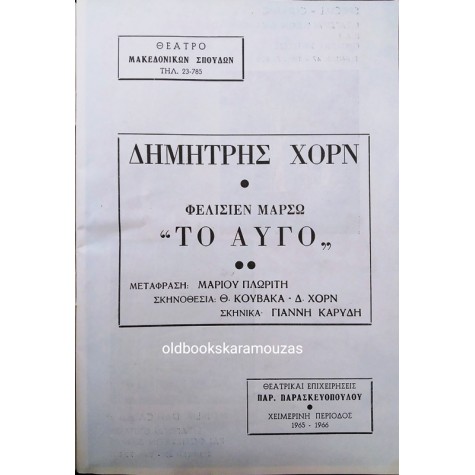 ΘΕΑΤΡΟ
ΜΑΚΕΔΟΝΙΚΩΝ ΣΠΟΥΔΩΝ
ΤΗΛ. 23-785
ΔΗΜΗΤΡΗΣ ΧΟΡΝ
•
ΦΕΛΙΣΙΕΝ ΜΑΡΣΩ
“ΤΟ ΑΥΓΟ„
••
ΜΕΤΑΦΡΑΣΗ: ΜΑΡΙΟΥ ΠΛΩΡΙΤΗ
ΣΚΗΝΟΘΕΣΙΑ: Θ. ΚΟΥΒΑΚΑ - Δ. ΧΟΡΝ
ΣΚΗΝΙΚΑ: ΓΙΑΝΝΗ ΚΑΡΥΔΗ
oldbookskaramouzas
ΘΕΑΤΡΙΚΑΙ ΕΠΙΧΕΙΡΗΣΕΙΣ
ΠΑΡ. ΠΑΡΑΣΚΕΥΟΠΟΥΛΟΥ
•
ΧΕΙΜΕΡΙΝΗ ΠΕΡΙΟΔΟΣ
1965 - 1966